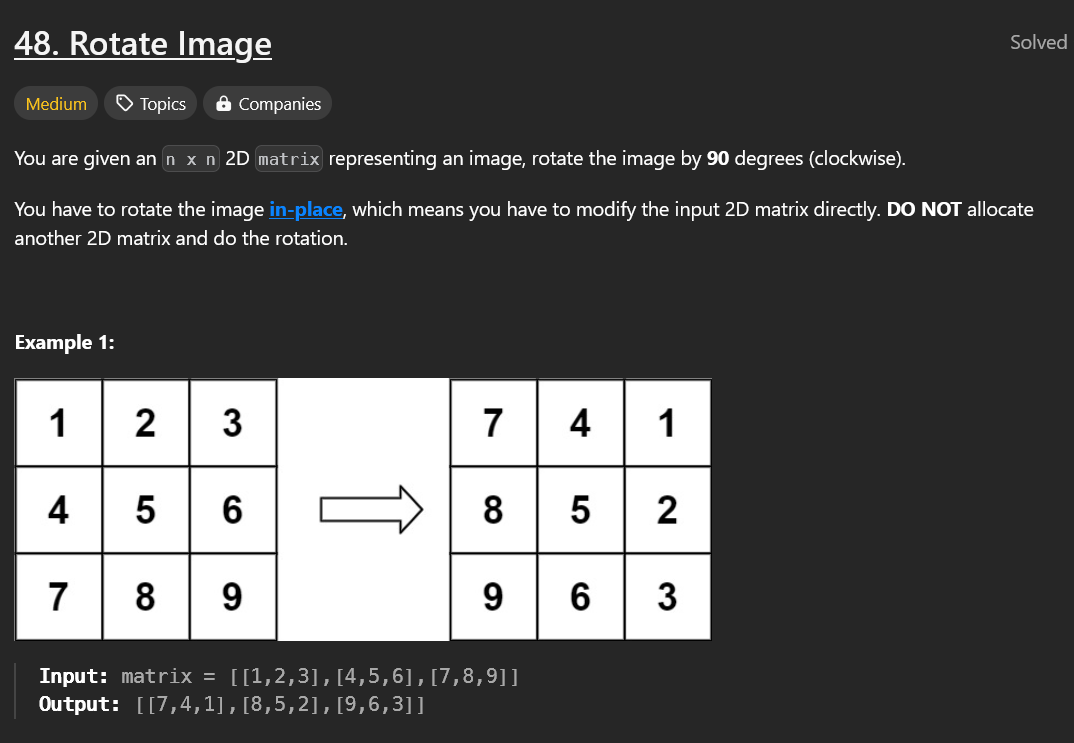 48. Rotate Image
Solved
Medium Topics Companies
You are given an n x n 2D matrix representing an image, rotate the image by 90 degrees (clockwise).
You have to rotate the image in-place, which means you have to modify the input 2D matrix directly. DO NOT allocate
another 2D matrix and do the rotation.
Example 1:
1 2 3 7 4 1
4 5 6 8 5 2
7 8 9 9 6 3
Input: matrix = [[1,2,3],[4,5,6],[7,8,9]]
Output: [[7,4,1],[8,5,2],[9,6,3]]